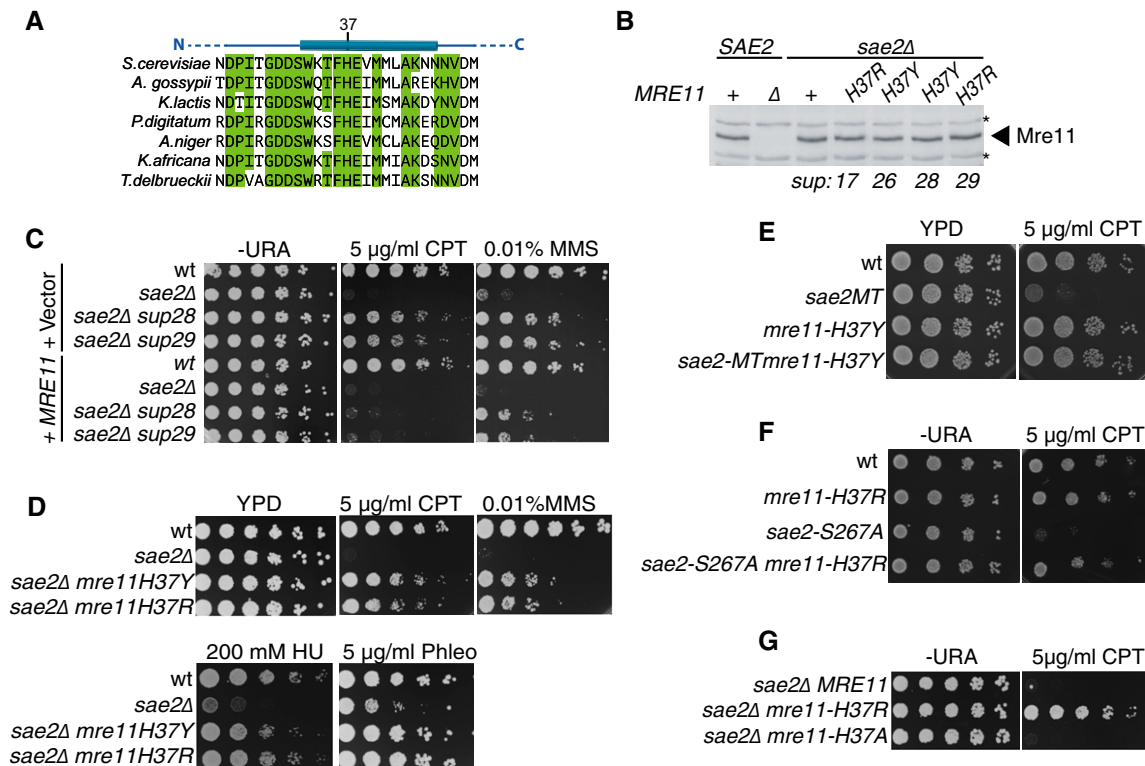 A
37
N
C
S.cerevisiae NDPITGDDSWKTFHEVMMLAKNNNVDM
A. gossypii NDPITGDDSWQTFHEVMMLAREKHVDM
K.lactis NDTITGDDSWQTFHEIMSMAKDYNVDM
P.digitatum RDPIRGDDSWKSFHEVMCMAKERDVDM
A.niger RDPIRGDDSWKSFHEVMCLAKEQDVDM
K.africana NDPITGDDSWKTFHEIMMIAKDSNVDM
T.delbrueckii NDPVAGDDSWRTFHEIMMIAKSNNVDM
B
SAE2 sae2Δ
MRE11 + Δ + H37R H37Y H37Y H37R
*
Mre11
*
sup: 17 26 28 29
C
-URA 5 µg/ml CPT 0.01% MMS
+ Vector
wt
sae2Δ
sae2Δ sup28
sae2Δ sup29
+ MRE11
wt
sae2Δ
sae2Δ sup28
sae2Δ sup29
D
YPD 5 µg/ml CPT 0.01%MMS
wt
sae2Δ
sae2Δ mre11H37Y
sae2Δ mre11H37R
200 mM HU 5 µg/ml Phleo
wt
sae2Δ
sae2Δ mre11H37Y
sae2Δ mre11H37R
E
YPD 5 µg/ml CPT
wt
sae2MT
mre11-H37Y
sae2-MTmre11-H37Y
F
-URA 5 µg/ml CPT
wt
mre11-H37R
sae2-S267A
sae2-S267A mre11-H37R
G
-URA 5µg/ml CPT
sae2Δ MRE11
sae2Δ mre11-H37R
sae2Δ mre11-H37A